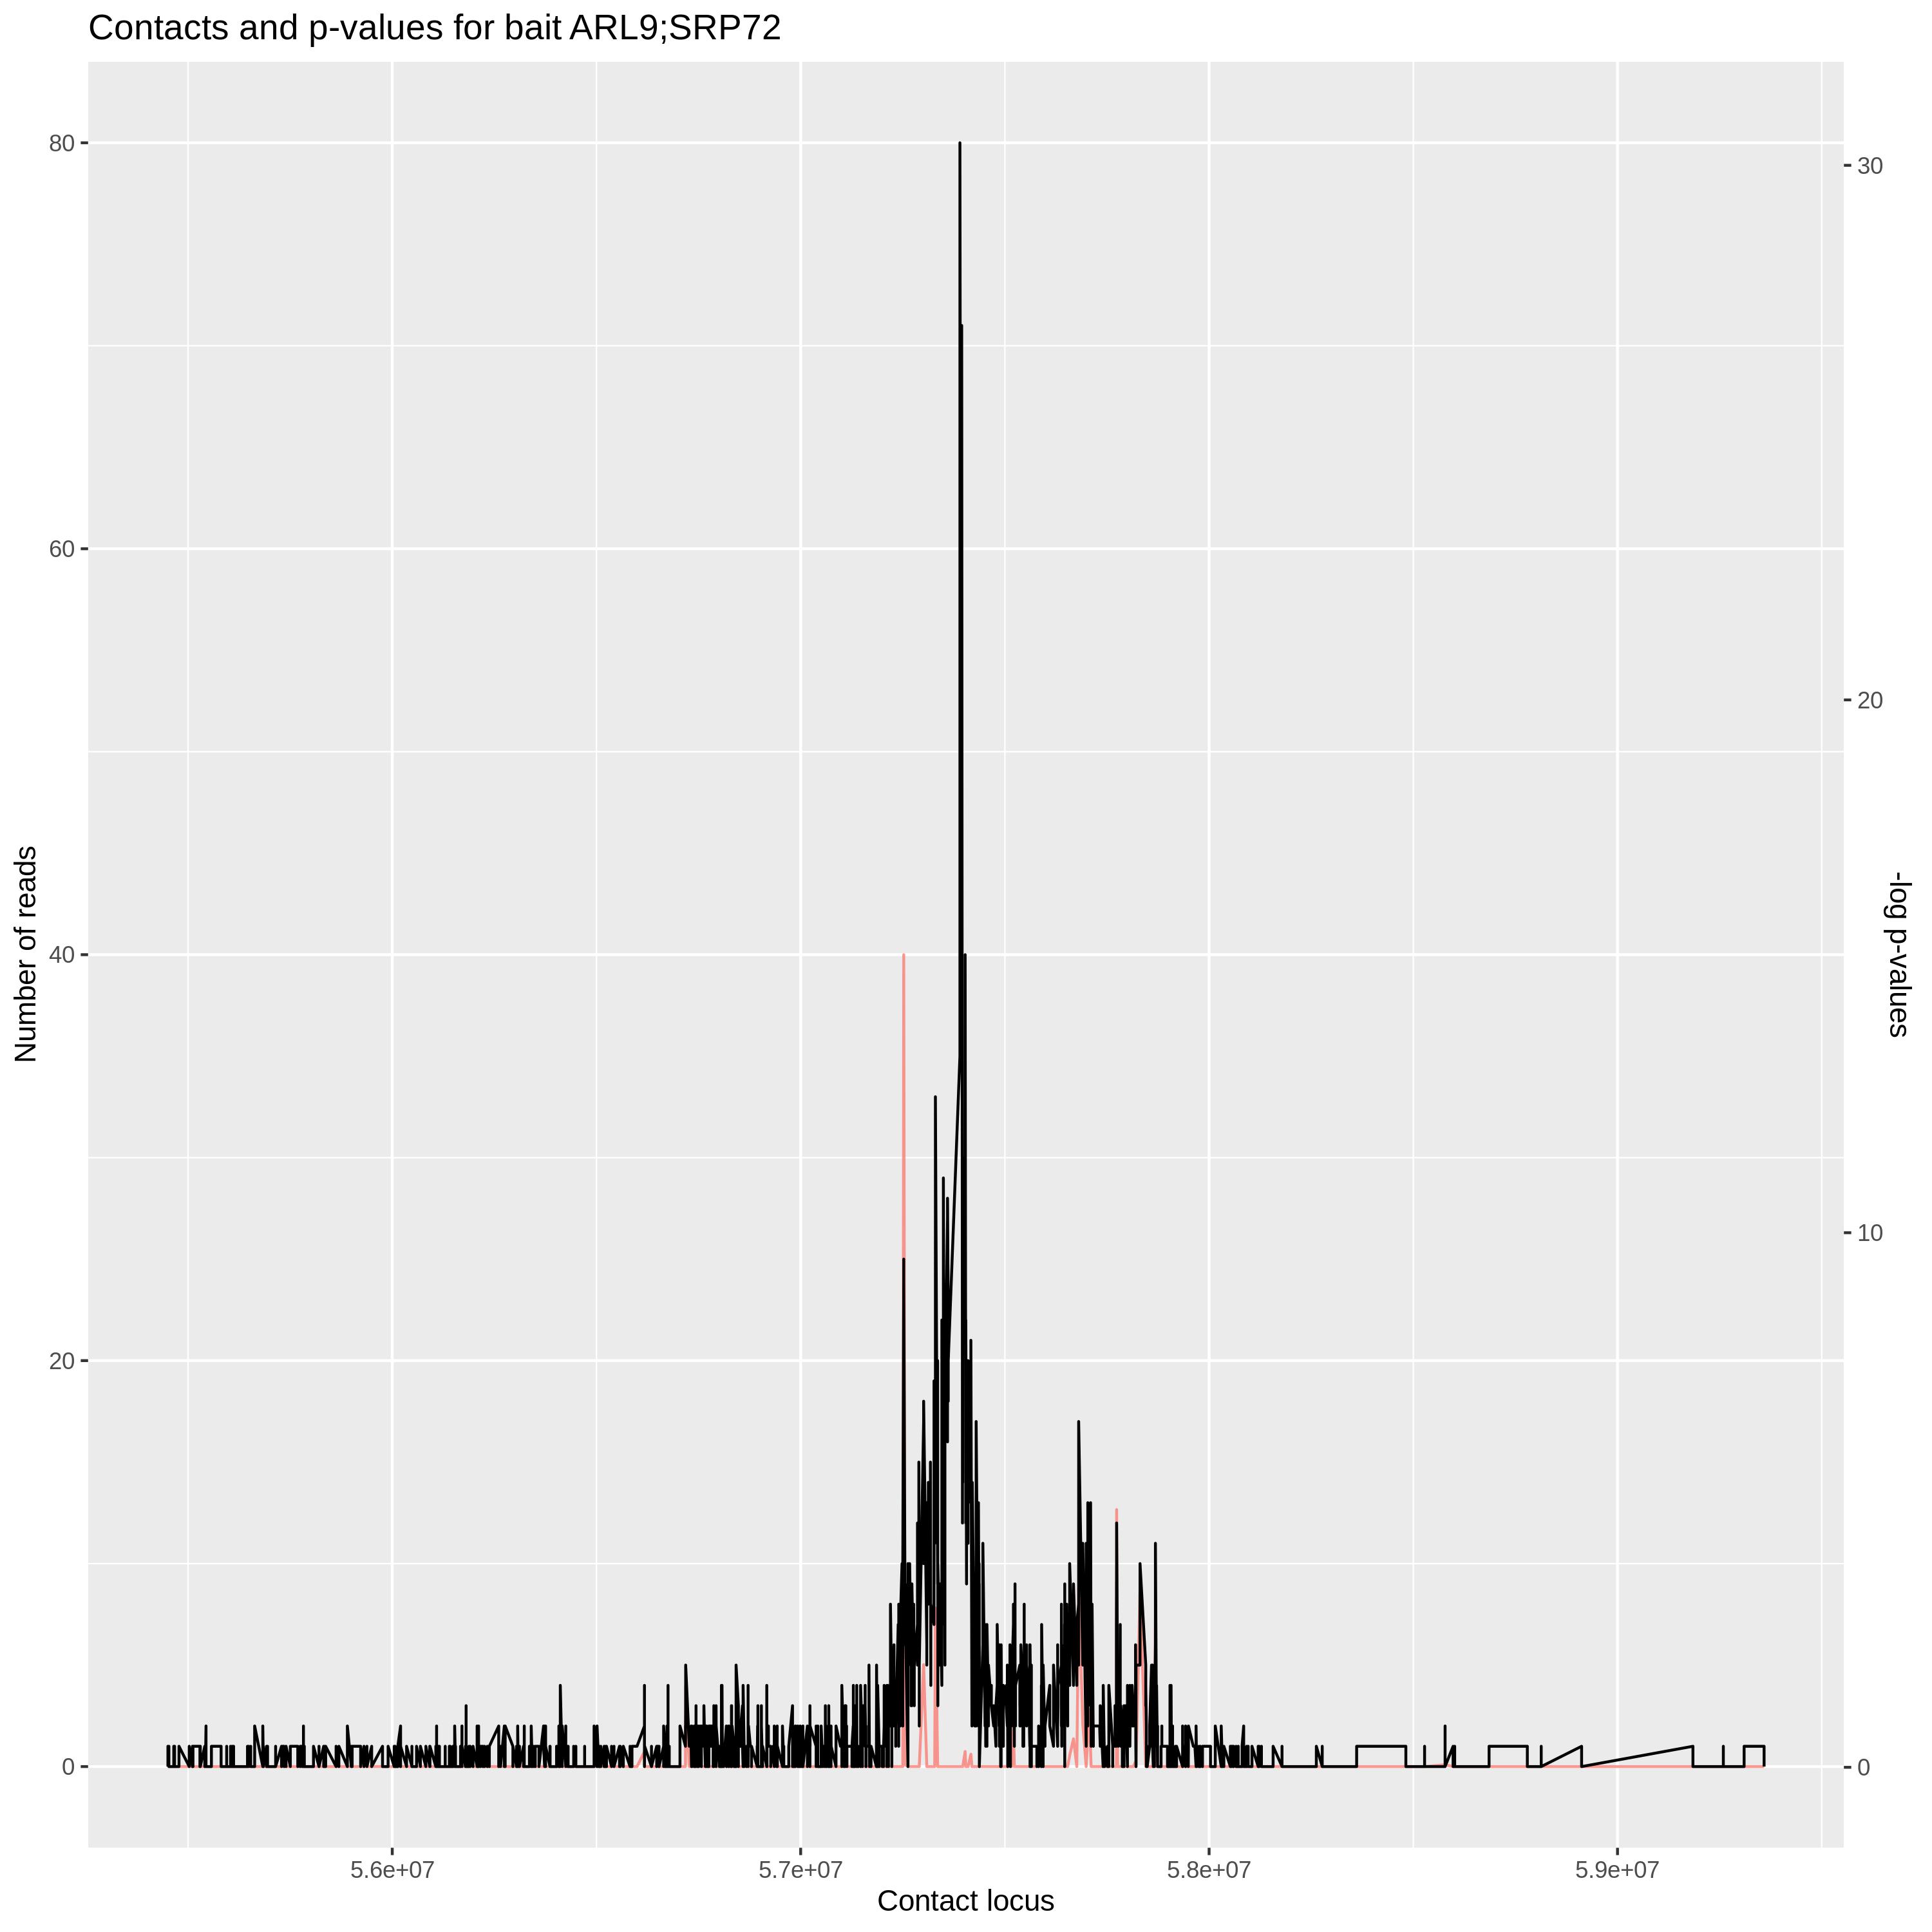 Contacts and p-values for bait ARL9;SRP72
80
60
40
20
0
Number of reads
30
20
10
0
-log p-values
5.6e+07 5.7e+07 5.8e+07 5.9e+07
Contact locus